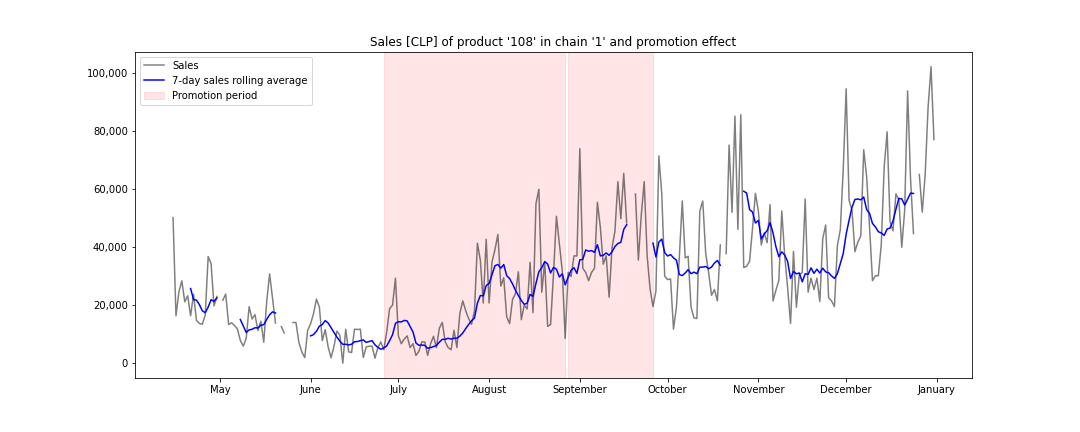 Sales [CLP] of product '108' in chain '1' and promotion effect
Sales
7-day sales rolling average
Promotion period
100,000
80,000
60,000
40,000
20,000
0
May June July August September October November December January